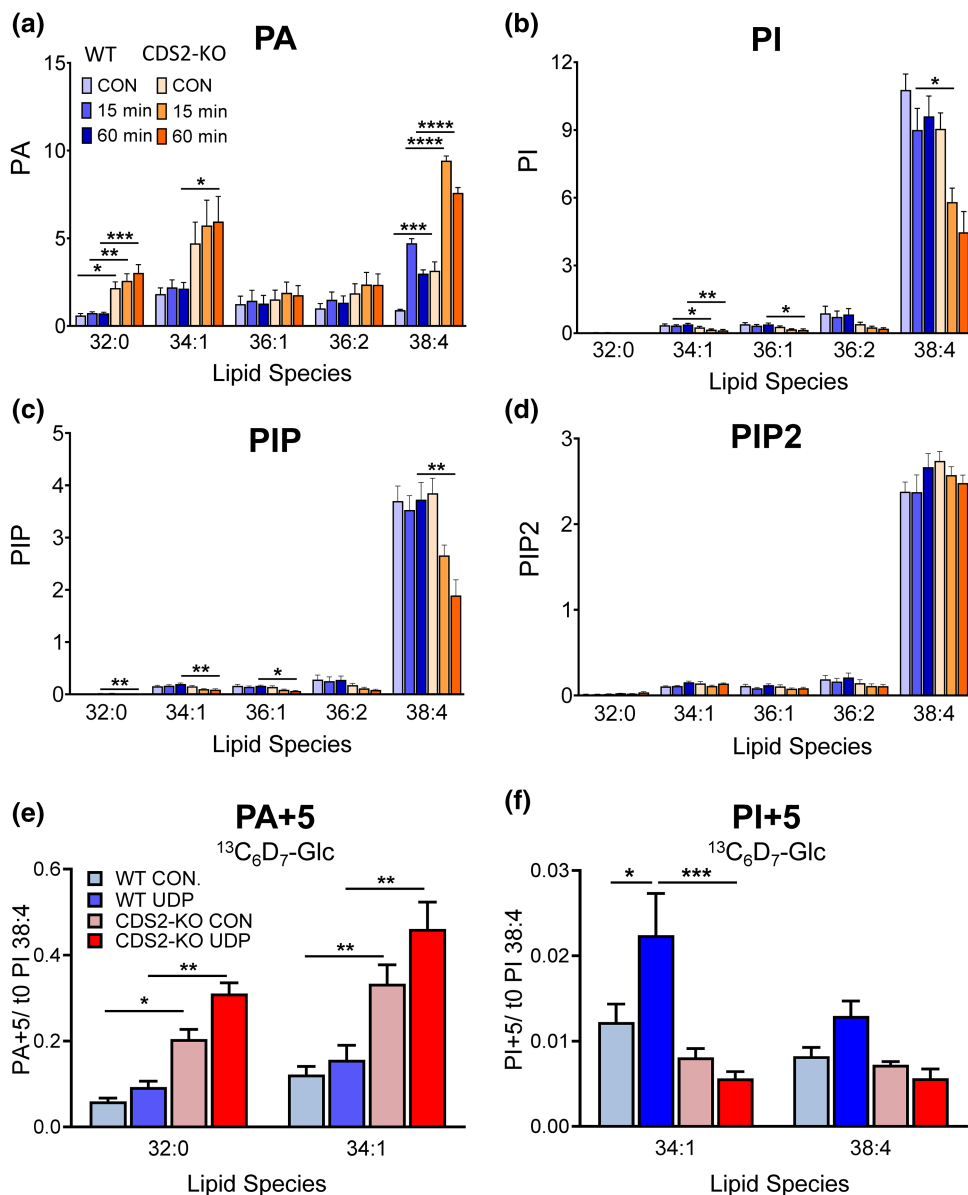 (a) PA
WT CDS2-KO
CON CON
15 min 15 min
60 min 60 min
PA
15
10
5
0
* ** *** * *** **** ****
32:0 34:1 36:1 36:2 38:4
Lipid Species
(b) PI
PI
12
9
6
3
0
* ** * *
32:0 34:1 36:1 36:2 38:4
Lipid Species
(c) PIP
PIP
5
4
3
2
1
0
** ** * **
32:0 34:1 36:1 36:2 38:4
Lipid Species
(d) PIP2
PIP2
3
2
1
0
32:0 34:1 36:1 36:2 38:4
Lipid Species
(e) PA+5
¹³C₆D₇-Glc
WT CON.
WT UDP
CDS2-KO CON
CDS2-KO UDP
PA+5/ t0 PI 38:4
0.6
0.4
0.2
0.0
* ** ** **
32:0 34:1
Lipid Species
(f) PI+5
¹³C₆D₇-Glc
PI+5/ t0 PI 38:4
0.03
0.02
0.01
0.00
* ***
34:1 38:4
Lipid Species